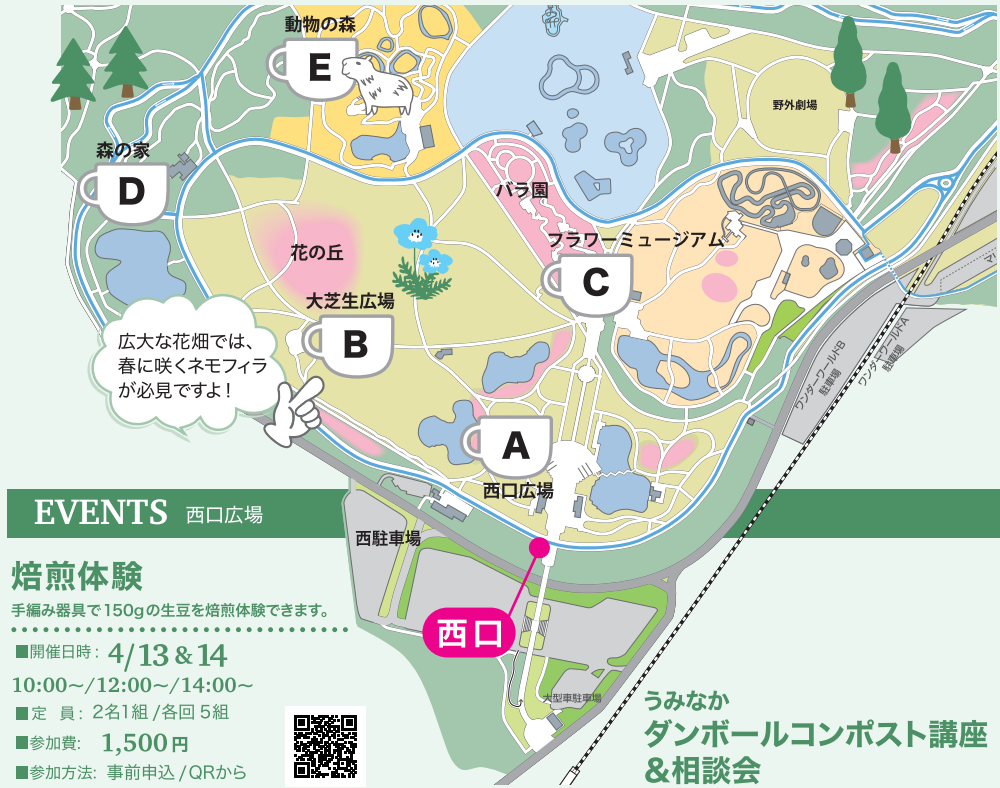 動物の森
E
野外劇場
森の家
D
バラ園
花の丘
フラワーミュージアム
C
大芝生広場
B
広大な花畑では、
春に咲くネモフィラ
が必見ですよ！
ワンダーワールドB
駐車場
ワンダーワールドA
駐車場
マリ
A
西口広場
EVENTS 西口広場
西駐車場
西口
大型車駐車場
焙煎体験
手編み器具で150gの生豆を焙煎体験できます。
■開催日時： 4/13＆14
10:00〜/12:00〜/14:00〜
■定 員： 2名1組 /各回 5組
■参加費： 1,500円
■参加方法： 事前申込 /QRから
うみなか
ダンボールコンポスト講座
＆相談会